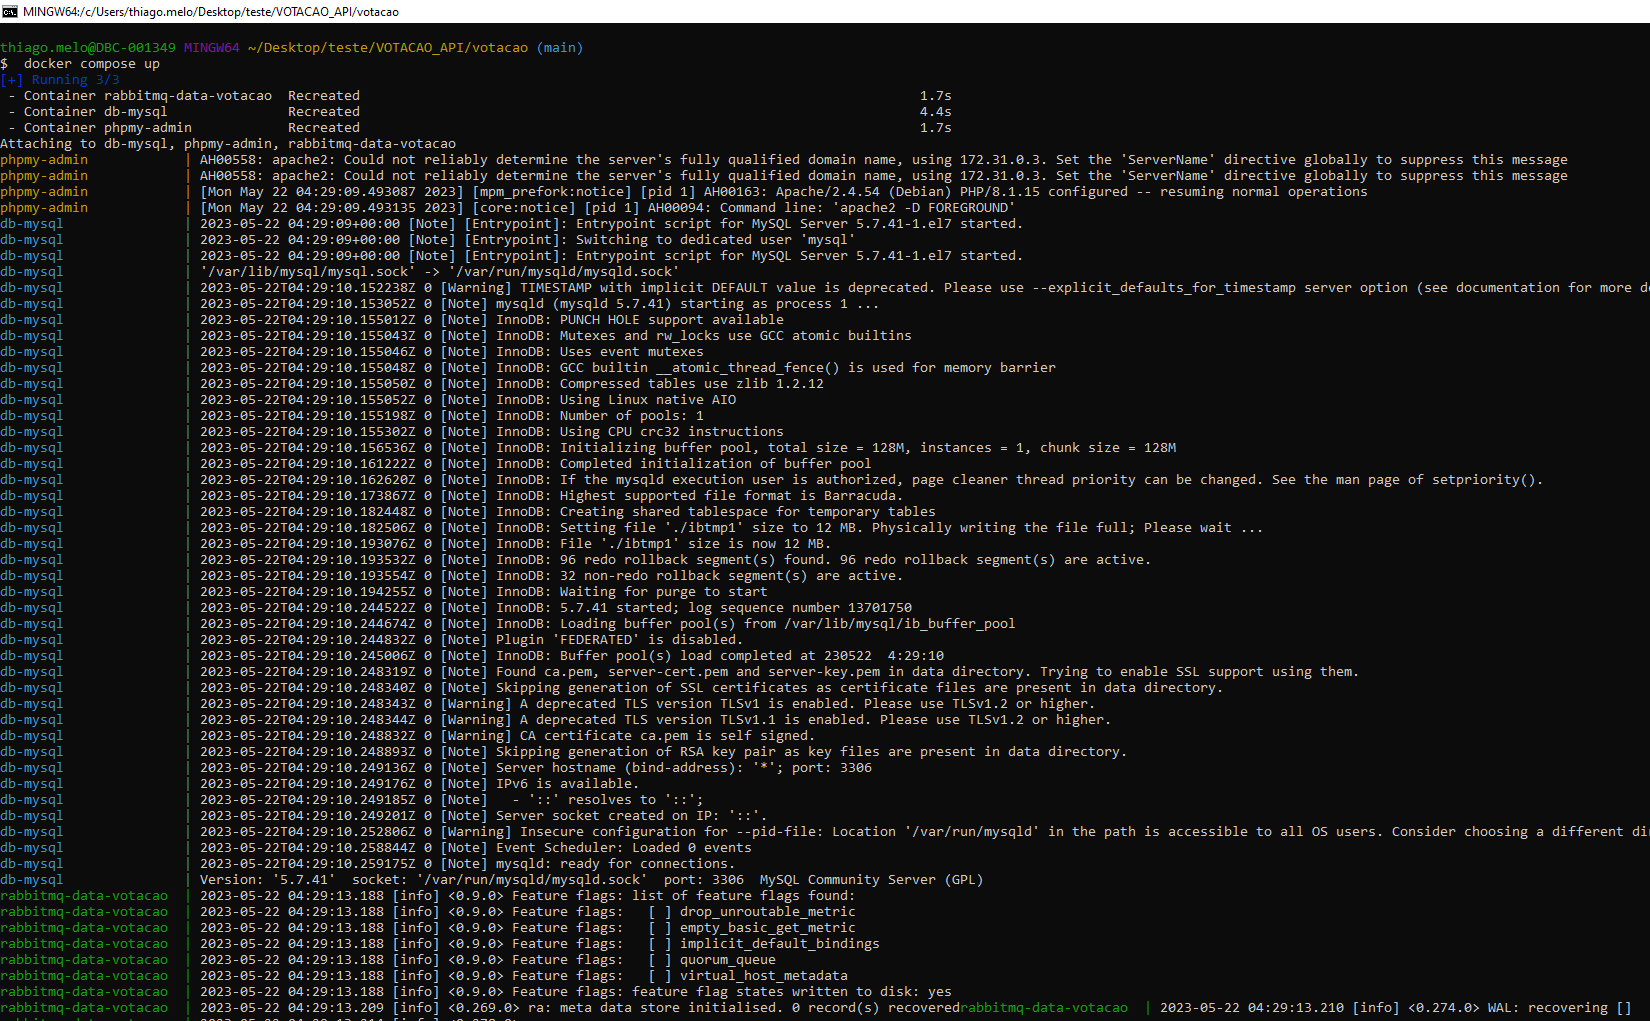 MINGW64:/c/Users/thiago.melo/Desktop/teste/VOTACAO_API/votacao
thiago.melo@DBC-001349 MINGW64 ~/Desktop/teste/VOTACAO_API/votacao (main)
$  docker compose up
[+] Running 3/3
 - Container rabbitmq-data-votacao  Recreated 1.7s
 - Container db-mysql               Recreated 4.4s
 - Container phpmy-admin            Recreated 1.7s
Attaching to db-mysql, phpmy-admin, rabbitmq-data-votacao
phpmy-admin            | AH00558: apache2: Could not reliably determine the server's fully qualified domain name, using 172.31.0.3. Set the 'ServerName' directive globally to suppress this message
phpmy-admin            | AH00558: apache2: Could not reliably determine the server's fully qualified domain name, using 172.31.0.3. Set the 'ServerName' directive globally to suppress this message
phpmy-admin            | [Mon May 22 04:29:09.493087 2023] [mpm_prefork:notice] [pid 1] AH00163: Apache/2.4.54 (Debian) PHP/8.1.15 configured -- resuming normal operations
phpmy-admin            | [Mon May 22 04:29:09.493135 2023] [core:notice] [pid 1] AH00094: Command line: 'apache2 -D FOREGROUND'
db-mysql               | 2023-05-22 04:29:09+00:00 [Note] [Entrypoint]: Entrypoint script for MySQL Server 5.7.41-1.el7 started.
db-mysql               | 2023-05-22 04:29:09+00:00 [Note] [Entrypoint]: Switching to dedicated user 'mysql'
db-mysql               | 2023-05-22 04:29:09+00:00 [Note] [Entrypoint]: Entrypoint script for MySQL Server 5.7.41-1.el7 started.
db-mysql               | '/var/lib/mysql/mysql.sock' -> '/var/run/mysqld/mysqld.sock'
db-mysql               | 2023-05-22T04:29:10.152238Z 0 [Warning] TIMESTAMP with implicit DEFAULT value is deprecated. Please use --explicit_defaults_for_timestamp server option (see documentation for more de
db-mysql               | 2023-05-22T04:29:10.153052Z 0 [Note] mysqld (mysqld 5.7.41) starting as process 1 ...
db-mysql               | 2023-05-22T04:29:10.155012Z 0 [Note] InnoDB: PUNCH HOLE support available
db-mysql               | 2023-05-22T04:29:10.155043Z 0 [Note] InnoDB: Mutexes and rw_locks use GCC atomic builtins
db-mysql               | 2023-05-22T04:29:10.155046Z 0 [Note] InnoDB: Uses event mutexes
db-mysql               | 2023-05-22T04:29:10.155048Z 0 [Note] InnoDB: GCC builtin __atomic_thread_fence() is used for memory barrier
db-mysql               | 2023-05-22T04:29:10.155050Z 0 [Note] InnoDB: Compressed tables use zlib 1.2.12
db-mysql               | 2023-05-22T04:29:10.155052Z 0 [Note] InnoDB: Using Linux native AIO
db-mysql               | 2023-05-22T04:29:10.155198Z 0 [Note] InnoDB: Number of pools: 1
db-mysql               | 2023-05-22T04:29:10.155302Z 0 [Note] InnoDB: Using CPU crc32 instructions
db-mysql               | 2023-05-22T04:29:10.156536Z 0 [Note] InnoDB: Initializing buffer pool, total size = 128M, instances = 1, chunk size = 128M
db-mysql               | 2023-05-22T04:29:10.161222Z 0 [Note] InnoDB: Completed initialization of buffer pool
db-mysql               | 2023-05-22T04:29:10.162620Z 0 [Note] InnoDB: If the mysqld execution user is authorized, page cleaner thread priority can be changed. See the man page of setpriority().
db-mysql               | 2023-05-22T04:29:10.173867Z 0 [Note] InnoDB: Highest supported file format is Barracuda.
db-mysql               | 2023-05-22T04:29:10.182448Z 0 [Note] InnoDB: Creating shared tablespace for temporary tables
db-mysql               | 2023-05-22T04:29:10.182506Z 0 [Note] InnoDB: Setting file './ibtmp1' size to 12 MB. Physically writing the file full; Please wait ...
db-mysql               | 2023-05-22T04:29:10.193076Z 0 [Note] InnoDB: File './ibtmp1' size is now 12 MB.
db-mysql               | 2023-05-22T04:29:10.193532Z 0 [Note] InnoDB: 96 redo rollback segment(s) found. 96 redo rollback segment(s) are active.
db-mysql               | 2023-05-22T04:29:10.193554Z 0 [Note] InnoDB: 32 non-redo rollback segment(s) are active.
db-mysql               | 2023-05-22T04:29:10.194255Z 0 [Note] InnoDB: Waiting for purge to start
db-mysql               | 2023-05-22T04:29:10.244522Z 0 [Note] InnoDB: 5.7.41 started; log sequence number 13701750
db-mysql               | 2023-05-22T04:29:10.244674Z 0 [Note] InnoDB: Loading buffer pool(s) from /var/lib/mysql/ib_buffer_pool
db-mysql               | 2023-05-22T04:29:10.244832Z 0 [Note] Plugin 'FEDERATED' is disabled.
db-mysql               | 2023-05-22T04:29:10.245006Z 0 [Note] InnoDB: Buffer pool(s) load completed at 230522  4:29:10
db-mysql               | 2023-05-22T04:29:10.248319Z 0 [Note] Found ca.pem, server-cert.pem and server-key.pem in data directory. Trying to enable SSL support using them.
db-mysql               | 2023-05-22T04:29:10.248340Z 0 [Note] Skipping generation of SSL certificates as certificate files are present in data directory.
db-mysql               | 2023-05-22T04:29:10.248343Z 0 [Warning] A deprecated TLS version TLSv1 is enabled. Please use TLSv1.2 or higher.
db-mysql               | 2023-05-22T04:29:10.248344Z 0 [Warning] A deprecated TLS version TLSv1.1 is enabled. Please use TLSv1.2 or higher.
db-mysql               | 2023-05-22T04:29:10.248832Z 0 [Warning] CA certificate ca.pem is self signed.
db-mysql               | 2023-05-22T04:29:10.248893Z 0 [Note] Skipping generation of RSA key pair as key files are present in data directory.
db-mysql               | 2023-05-22T04:29:10.249136Z 0 [Note] Server hostname (bind-address): '*'; port: 3306
db-mysql               | 2023-05-22T04:29:10.249176Z 0 [Note] IPv6 is available.
db-mysql               | 2023-05-22T04:29:10.249185Z 0 [Note]   - '::' resolves to '::';
db-mysql               | 2023-05-22T04:29:10.249201Z 0 [Note] Server socket created on IP: '::'.
db-mysql               | 2023-05-22T04:29:10.252806Z 0 [Warning] Insecure configuration for --pid-file: Location '/var/run/mysqld' in the path is accessible to all OS users. Consider choosing a different di
db-mysql               | 2023-05-22T04:29:10.258844Z 0 [Note] Event Scheduler: Loaded 0 events
db-mysql               | 2023-05-22T04:29:10.259175Z 0 [Note] mysqld: ready for connections.
db-mysql               | Version: '5.7.41'  socket: '/var/run/mysqld/mysqld.sock'  port: 3306  MySQL Community Server (GPL)
rabbitmq-data-votacao  | 2023-05-22 04:29:13.188 [info] <0.9.0> Feature flags: list of feature flags found:
rabbitmq-data-votacao  | 2023-05-22 04:29:13.188 [info] <0.9.0> Feature flags:   [ ] drop_unroutable_metric
rabbitmq-data-votacao  | 2023-05-22 04:29:13.188 [info] <0.9.0> Feature flags:   [ ] empty_basic_get_metric
rabbitmq-data-votacao  | 2023-05-22 04:29:13.188 [info] <0.9.0> Feature flags:   [ ] implicit_default_bindings
rabbitmq-data-votacao  | 2023-05-22 04:29:13.188 [info] <0.9.0> Feature flags:   [ ] quorum_queue
rabbitmq-data-votacao  | 2023-05-22 04:29:13.188 [info] <0.9.0> Feature flags:   [ ] virtual_host_metadata
rabbitmq-data-votacao  | 2023-05-22 04:29:13.188 [info] <0.9.0> Feature flags: feature flag states written to disk: yes
rabbitmq-data-votacao  | 2023-05-22 04:29:13.209 [info] <0.269.0> ra: meta data store initialised. 0 record(s) recoveredrabbitmq-data-votacao  | 2023-05-22 04:29:13.210 [info] <0.274.0> WAL: recovering []